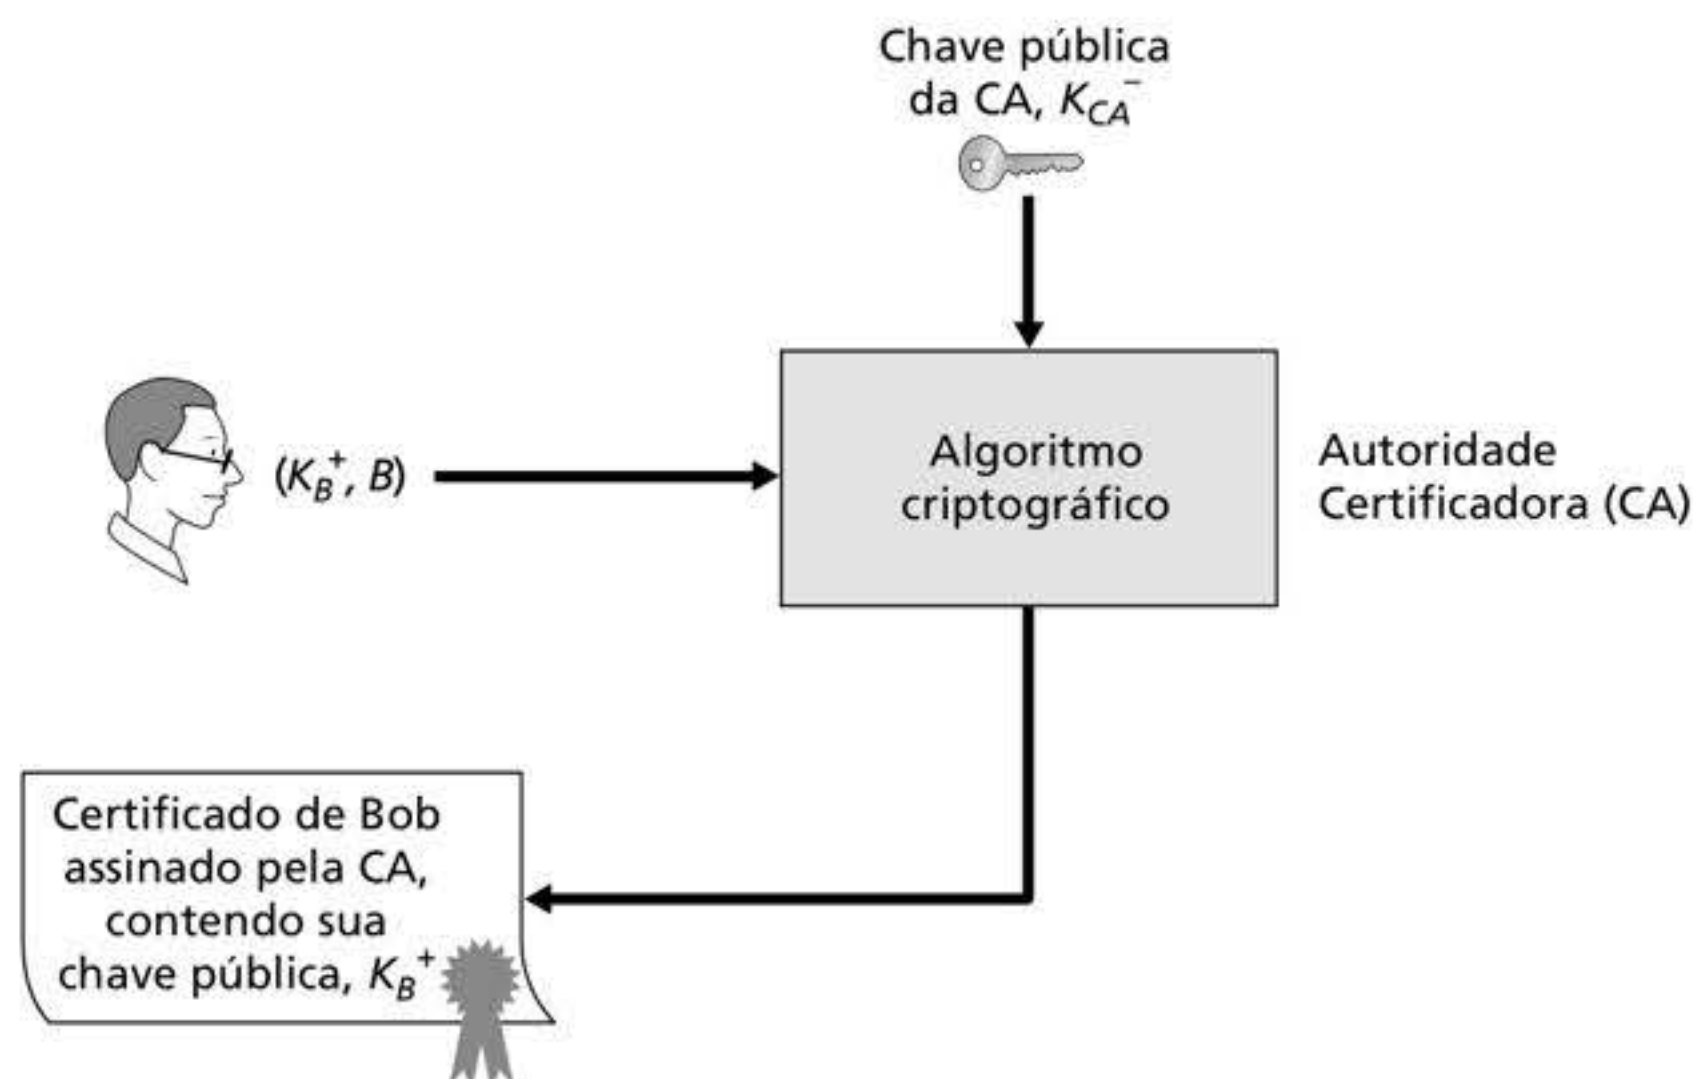 Chave pública
da CA, K_CA^−
(K_B^+, B)
Algoritmo
criptográfico
Autoridade
Certificadora (CA)
Certificado de Bob
assinado pela CA,
contendo sua
chave pública, K_B^+